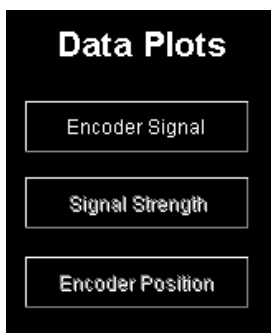 Data Plots
Encoder Signal
Signal Strength
Encoder Position